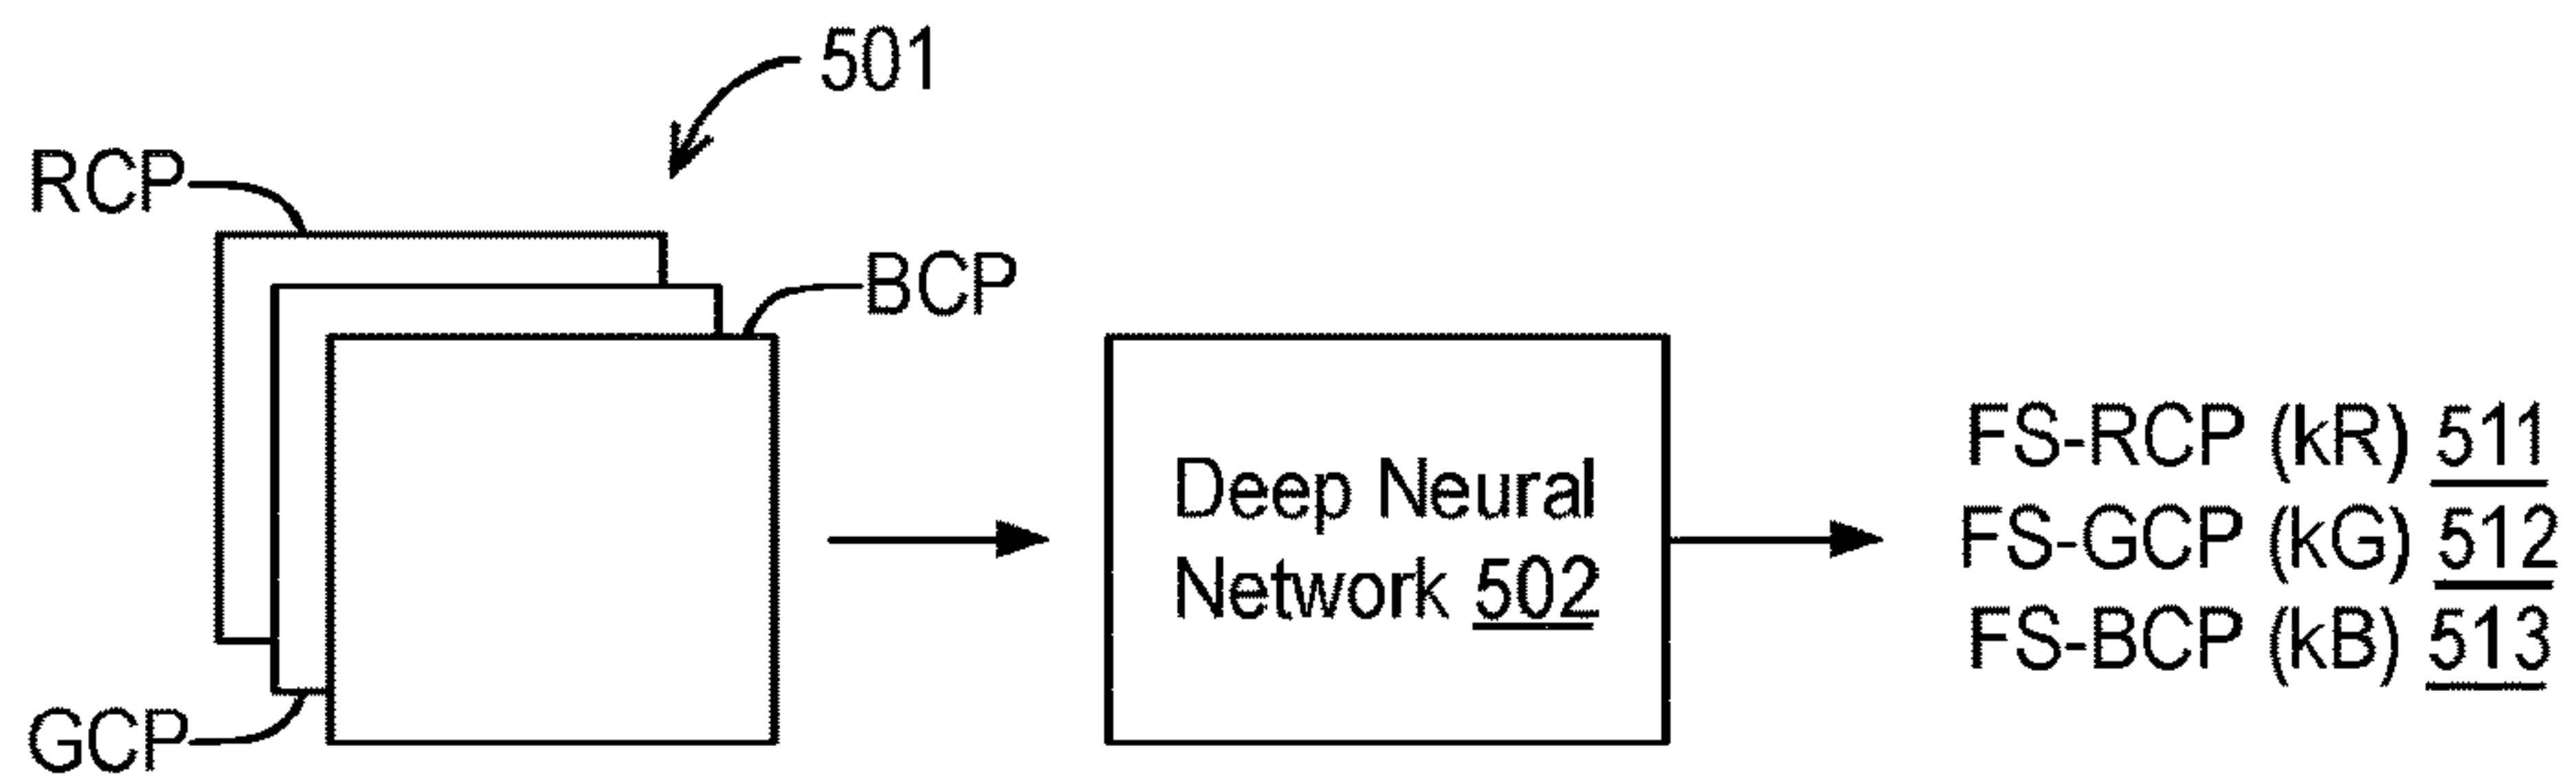 501
RCP
BCP
GCP
Deep Neural
Network 502
FS-RCP (kR) 511
FS-GCP (kG) 512
FS-BCP (kB) 513